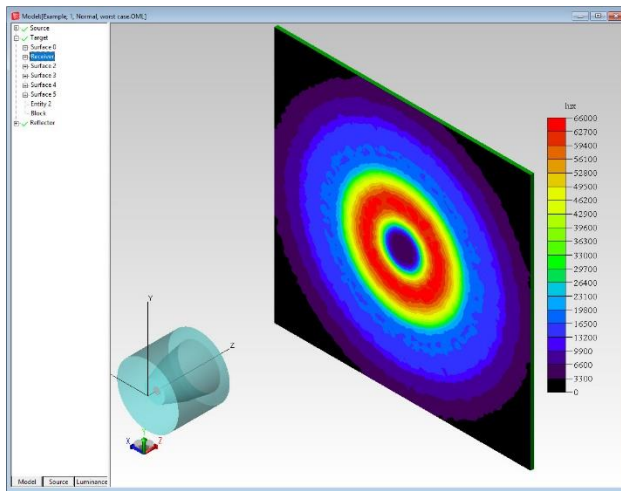 Model:[Example, 1, Normal, worst case.OML]
Source
Target
Surface 0
Receiver
Surface 2
Surface 3
Surface 4
Surface 5
Entity 2
Block
Reflector
lux
66000
62700
59400
56100
52800
49500
46200
42900
39600
36300
33000
29700
26400
23100
19800
16500
13200
9900
6600
3300
0
Y
Z
Y
X
Z
Model
Source
Luminance